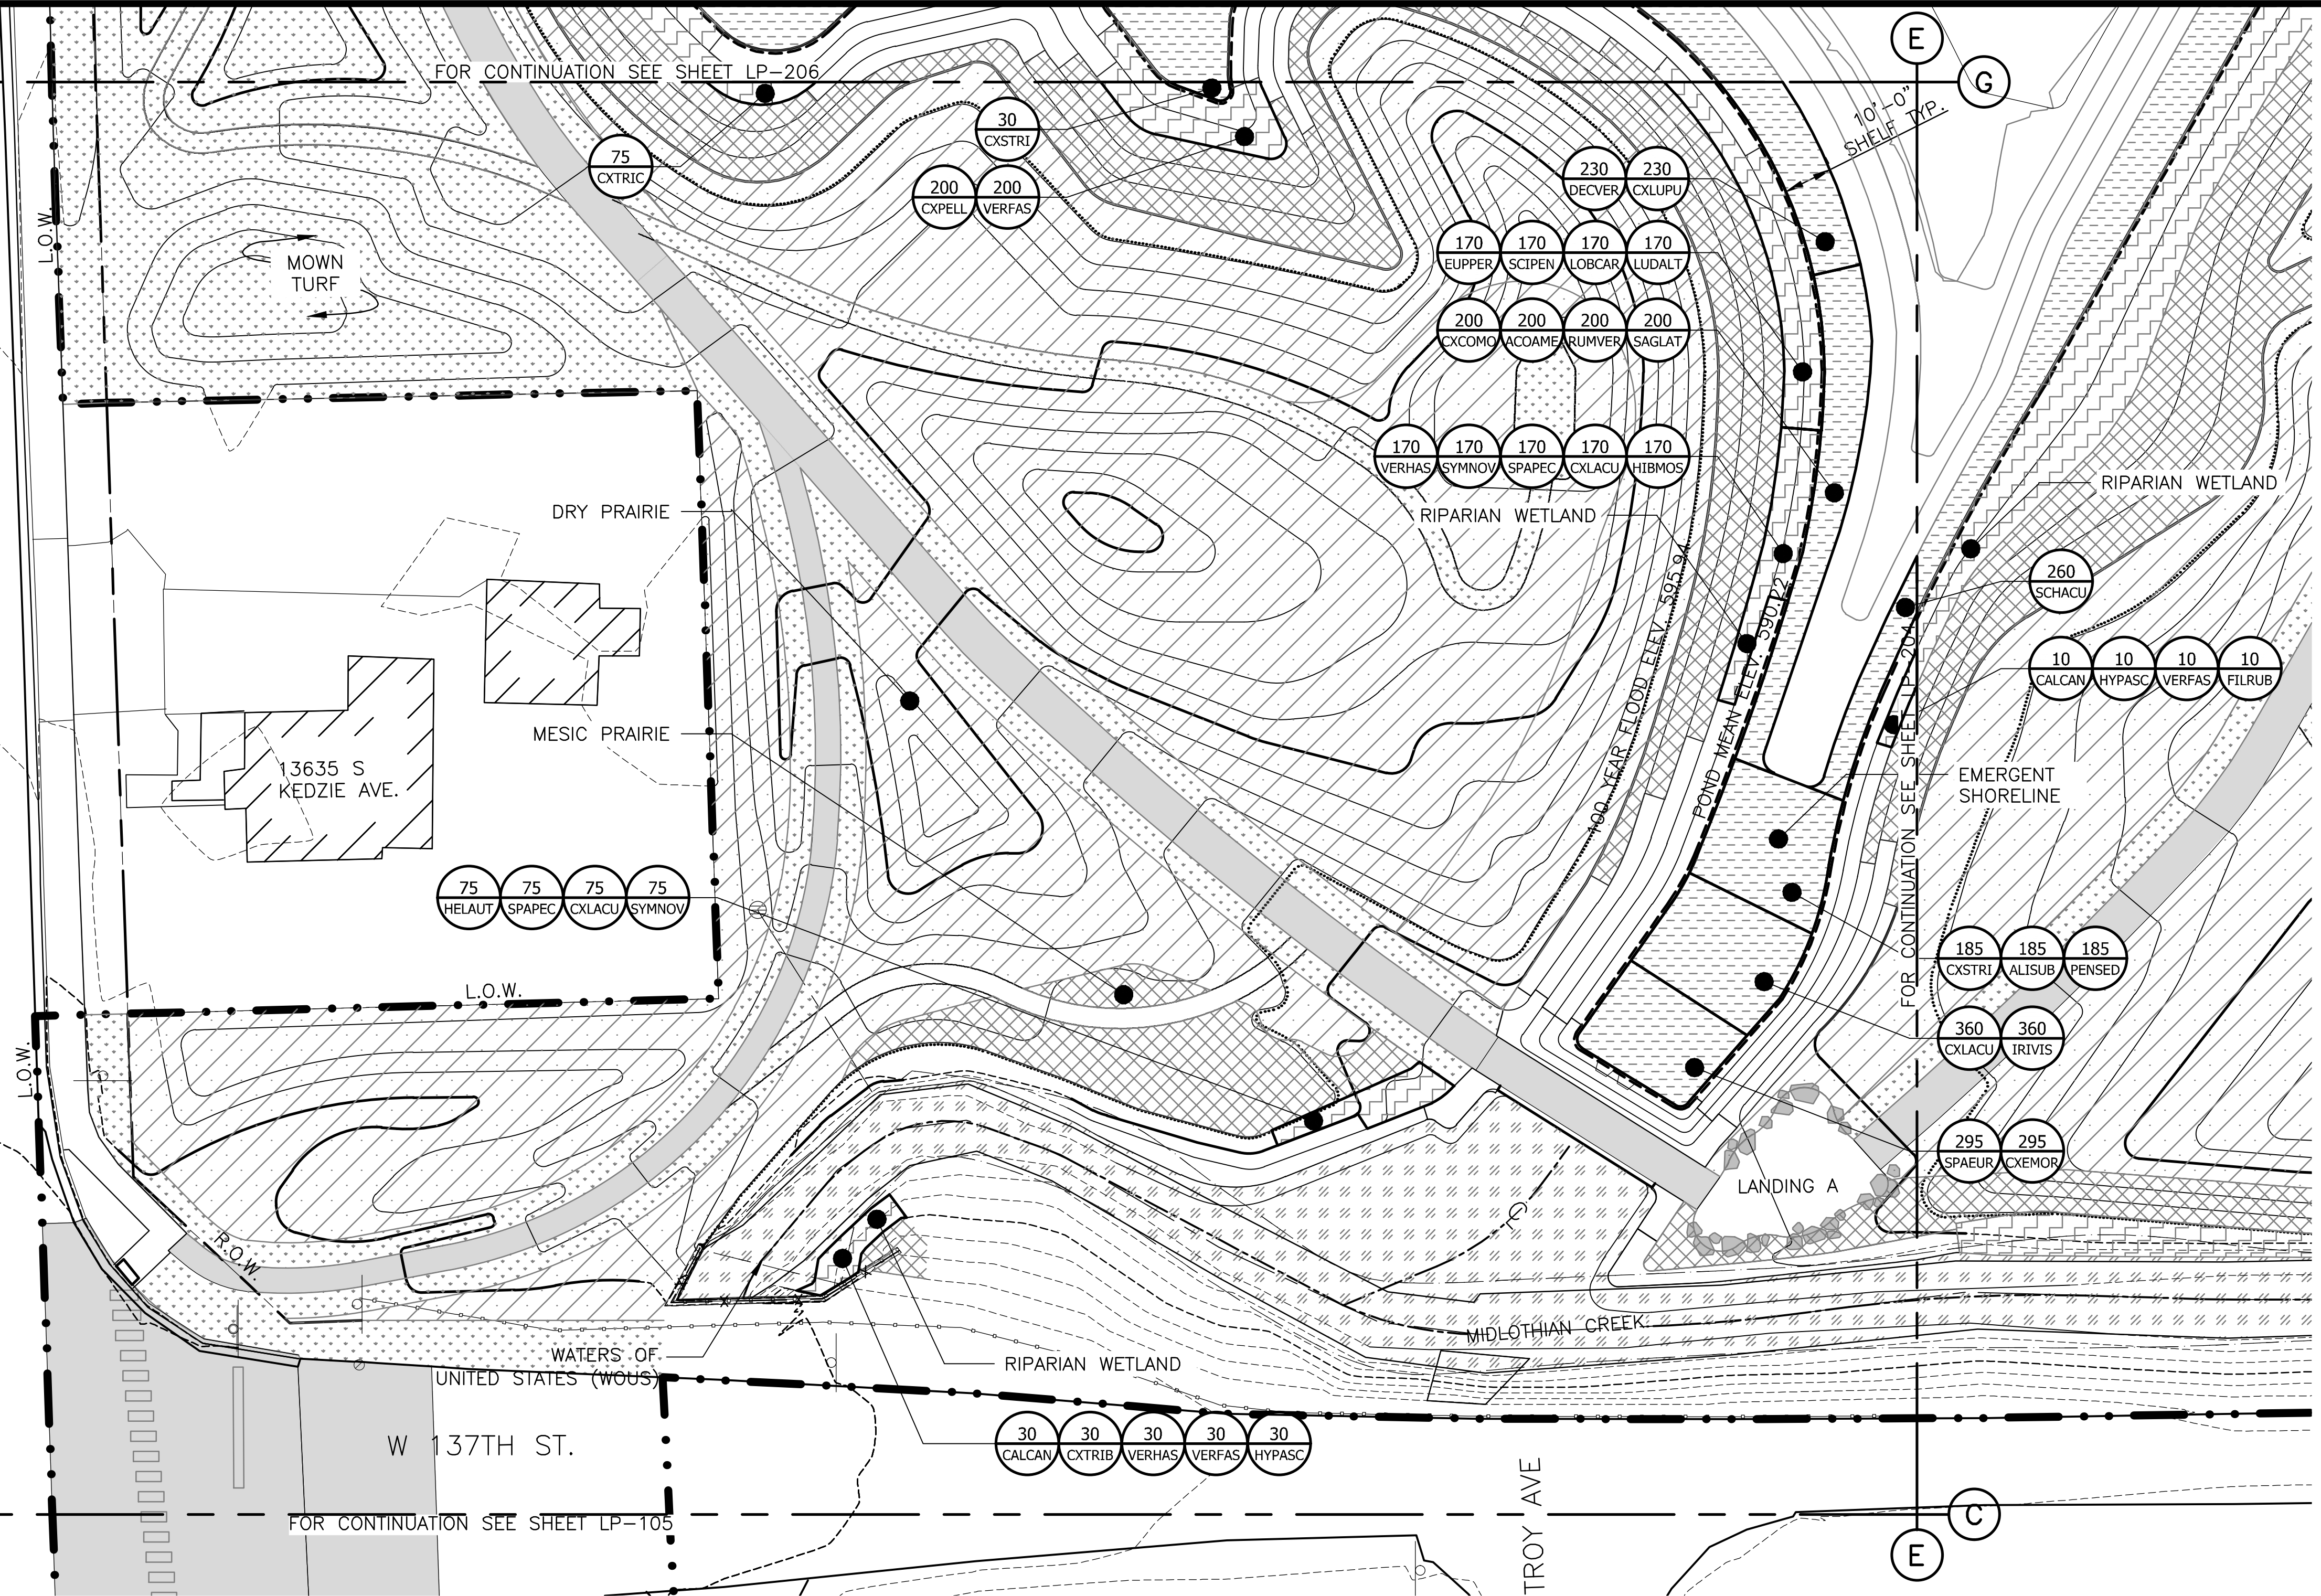 E
FOR CONTINUATION SEE SHEET LP-206
G
10'-0"
SHELF TYP.
30
CXSTRI
75
CXTRIC
200 200
CXPELL VERFAS
230 230
DECVER CXLUPU
L.O.W.
MOWN
TURF
170 170 170 170
EUPPER SCIPEN LOBCAR LUDALT
200 200 200 200
CXCOMO ACOAME RUMVER SAGLAT
170 170 170 170 170
VERHAS SYMNOV SPAPEC CXLACU HIBMOS
RIPARIAN WETLAND
DRY PRAIRIE
RIPARIAN WETLAND
260
SCHACU
100 YEAR FLOOD ELEV. 595.94
POND MEAN ELEV. 590.22
FOR CONTINUATION SEE SHEET LP-204
10 10 10 10
CALCAN HYPASC VERFAS FILRUB
MESIC PRAIRIE
13635 S
KEDZIE AVE.
EMERGENT
SHORELINE
75 75 75 75
HELAUT SPAPEC CXLACU SYMNOV
185 185 185
CXSTRI ALISUB PENSED
L.O.W.
L.O.W.
360 360
CXLACU IRIVIS
295 295
SPAEUR CXEMOR
LANDING A
R.O.W.
MIDLOTHIAN CREEK
WATERS OF
UNITED STATES (WOUS)
RIPARIAN WETLAND
W 137TH ST.
30 30 30 30 30
CALCAN CXTRIB VERHAS VERFAS HYPASC
TROY AVE
FOR CONTINUATION SEE SHEET LP-105
C
E